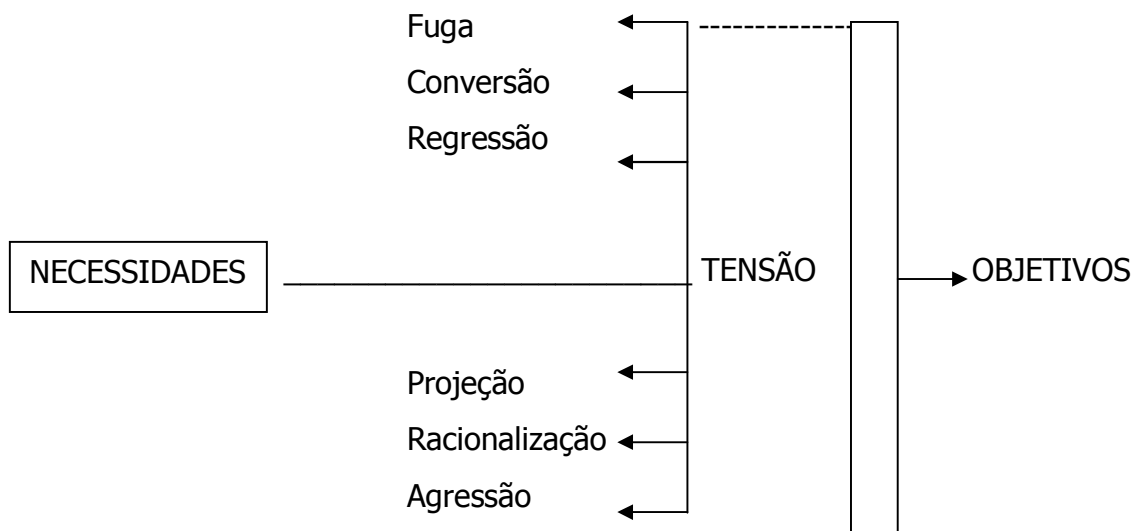 Fuga
Conversão
Regressão
NECESSIDADES
TENSÃO
OBJETIVOS
Projeção
Racionalização
Agressão